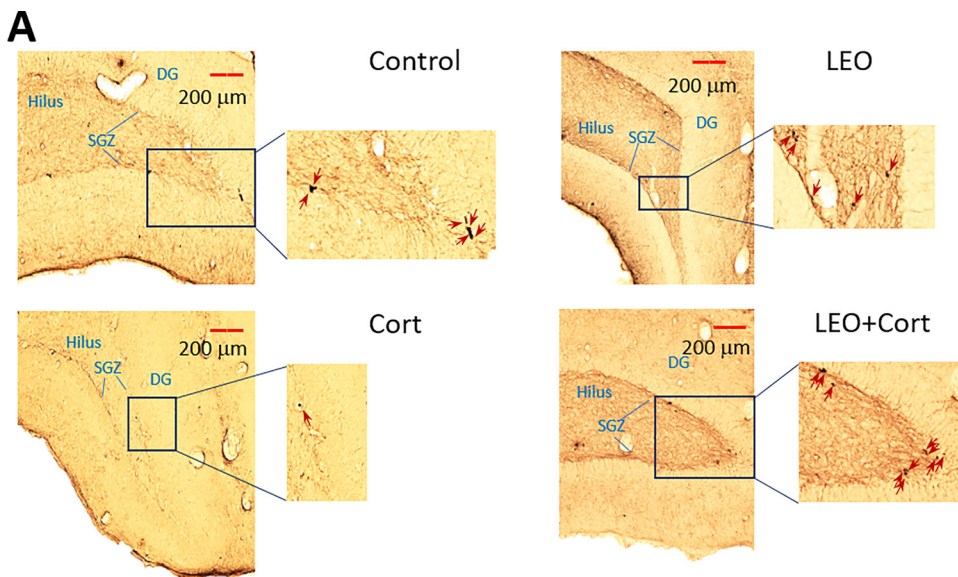 A
Control
DG
200 μm
Hilus
SGZ
LEO
200 μm
DG
SGZ
Hilus
Cort
200 μm
Hilus
SGZ
DG
LEO+Cort
200 μm
DG
Hilus
SGZ